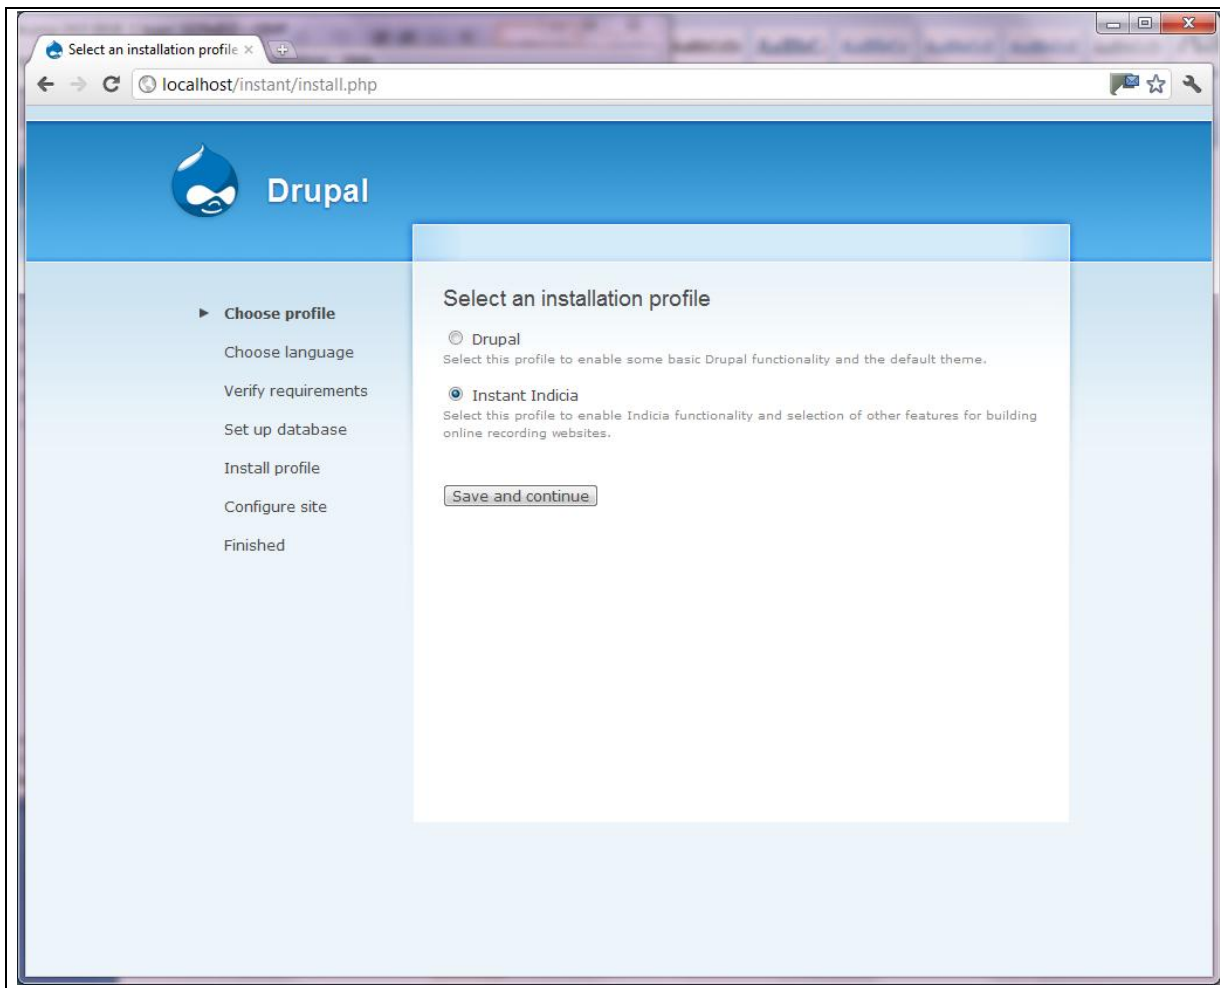 Select an installation profile
localhost/instant/install.php
Drupal
Choose profile
Choose language
Verify requirements
Set up database
Install profile
Configure site
Finished
Select an installation profile
Drupal
Select this profile to enable some basic Drupal functionality and the default theme.
Instant Indicia
Select this profile to enable Indicia functionality and selection of other features for building
online recording websites.
Save and continue